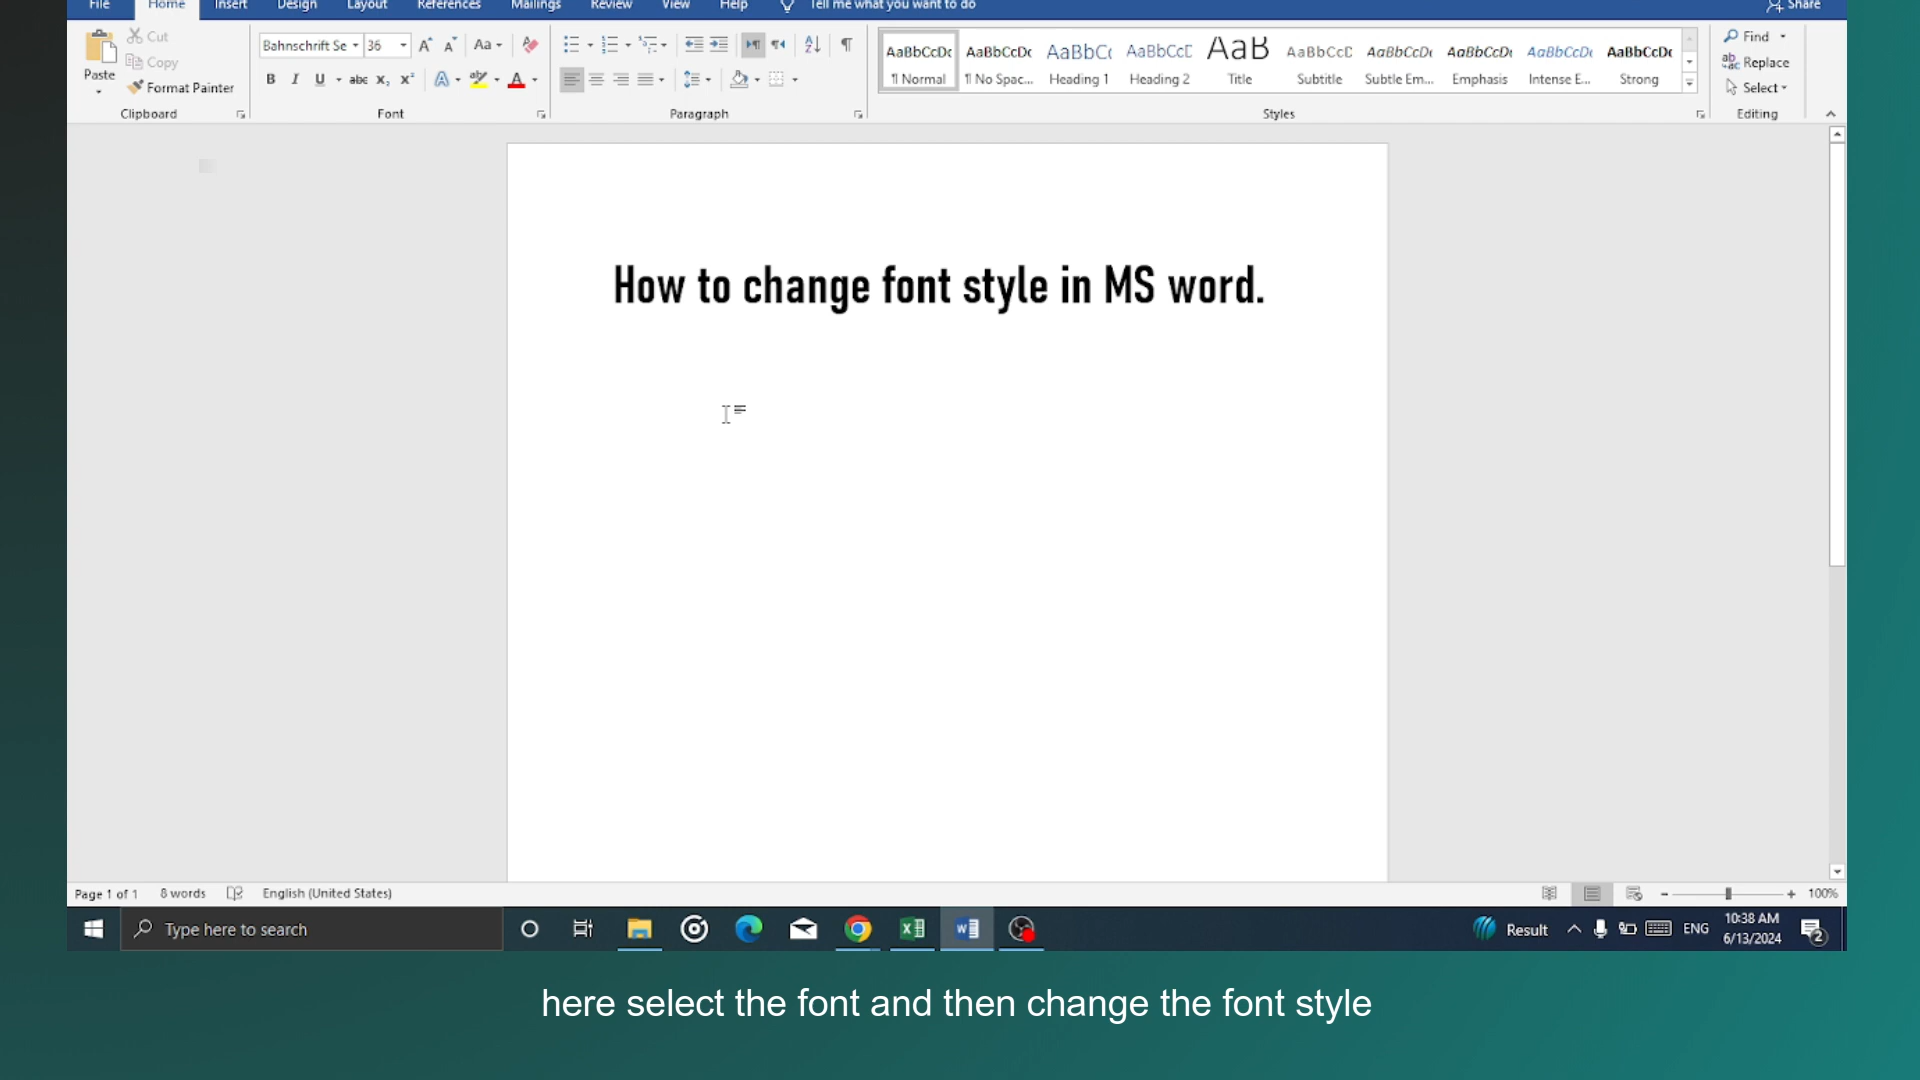 File Home Insert Design Layout References Mailings Review View Help Tell me what you want to do Share
Paste Cut
Copy
Format Painter
Clipboard
Bahnschrift Se 36 A A Aa
B I U abc x, x² A aby A
Font
Paragraph
AaBbCcDc AaBbCcDc AaBbC( AaBbCcC AaB AaBbCcC AaBbCcDc AaBbCcDt AaBbCcDc AaBbCcDc
¶ Normal ¶ No Spac... Heading 1 Heading 2 Title Subtitle Subtle Em... Emphasis Intense E... Strong
Styles
Find
Replace
Select
Editing
How to change font style in MS word.
Page 1 of 1 8 words English (United States) 100%
Type here to search
Result ENG 10:38 AM
6/13/2024 2
here select the font and then change the font style